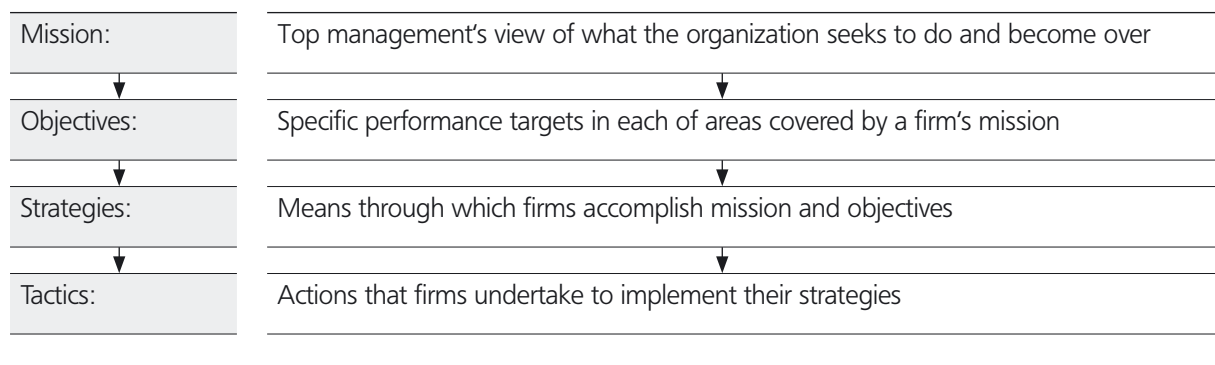 Mission: Top management's view of what the organization seeks to do and become over
Objectives: Specific performance targets in each of areas covered by a firm's mission
Strategies: Means through which firms accomplish mission and objectives
Tactics: Actions that firms undertake to implement their strategies